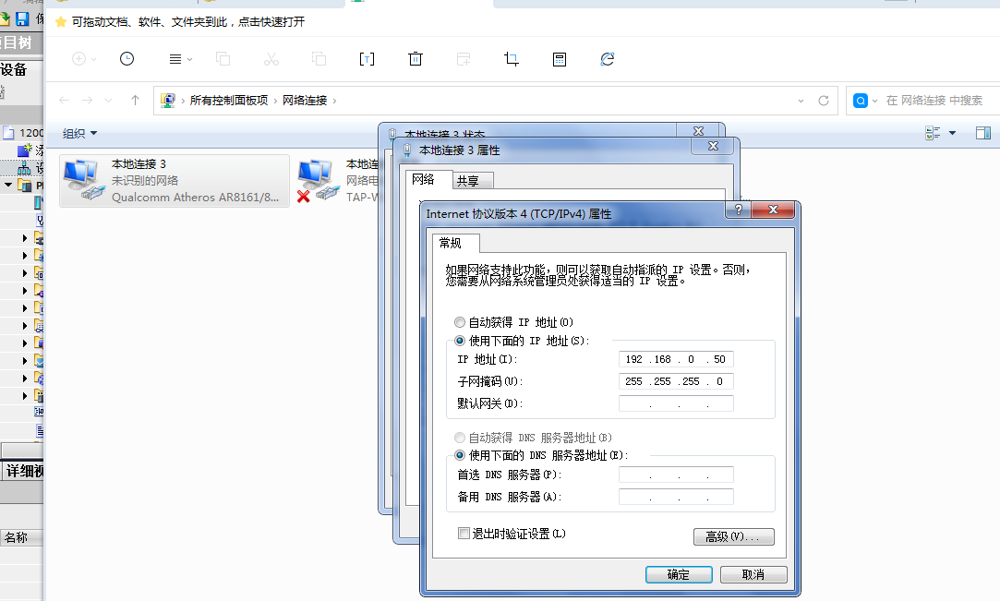 可拖动文档、软件、文件夹到此，点击快速打开
项目树
设备
所有控制面板项 › 网络连接 ›
在 网络连接 中搜索
组织
本地连接 3 状态
本地连接 3 属性
网络
共享
1200
本地连接 3
未识别的网络
Qualcomm Atheros AR8161/8...
本地连
网络电
TAP-W
Internet 协议版本 4 (TCP/IPv4) 属性
常规
如果网络支持此功能，则可以获取自动指派的 IP 设置。否则，
您需要从网络系统管理员处获得适当的 IP 设置。
自动获得 IP 地址(O)
使用下面的 IP 地址(S):
IP 地址(I):
192 .168 . 0 . 50
子网掩码(U):
255 .255 .255 . 0
默认网关(D):
自动获得 DNS 服务器地址(B)
使用下面的 DNS 服务器地址(E):
首选 DNS 服务器(P):
备用 DNS 服务器(A):
退出时验证设置(L)
高级(V)...
确定
取消
详细视
名称